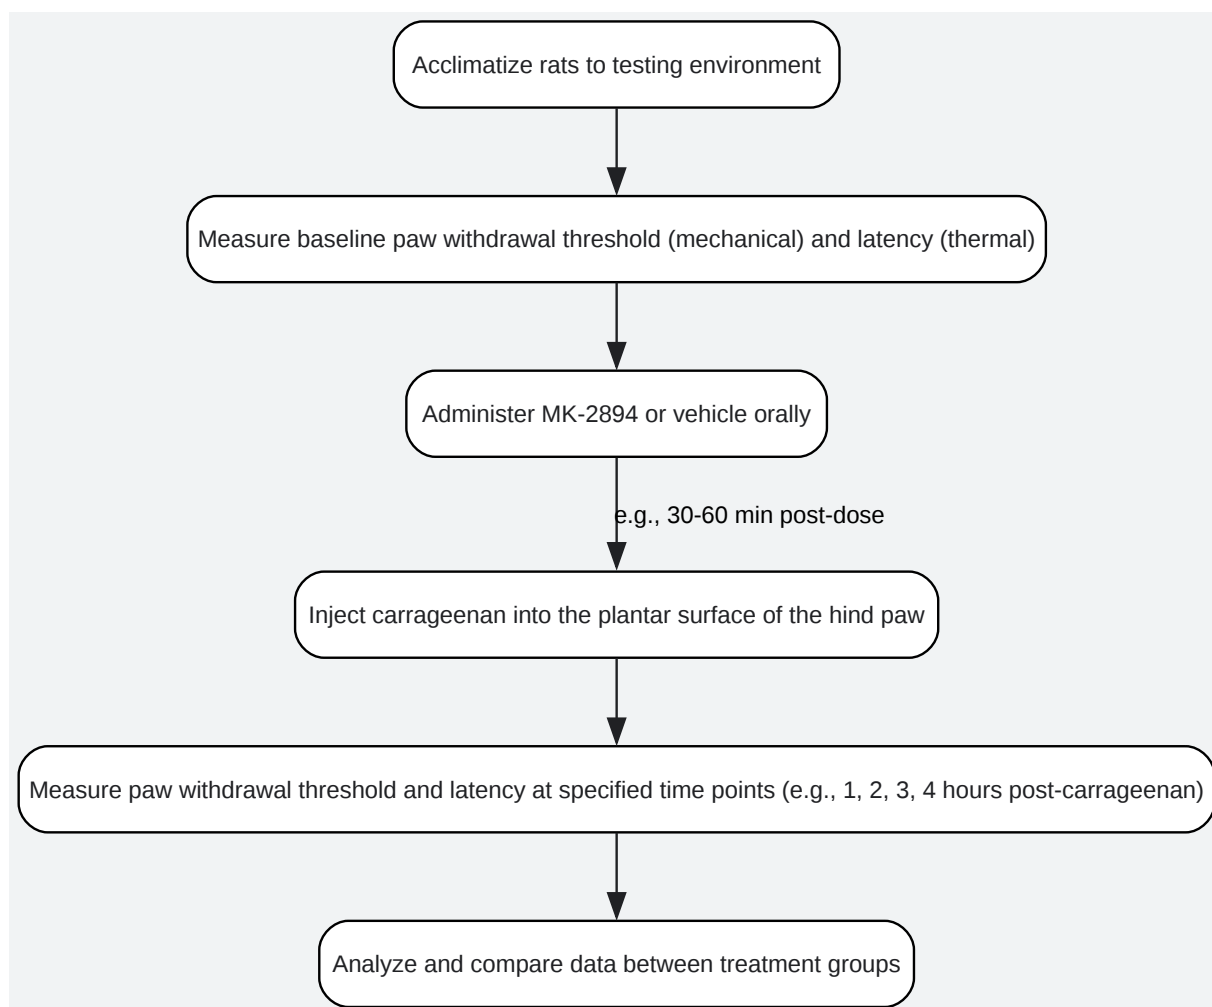 Acclimatize rats to testing environment
Measure baseline paw withdrawal threshold (mechanical) and latency (thermal)
Administer MK-2894 or vehicle orally
e.g., 30-60 min post-dose
Inject carrageenan into the plantar surface of the hind paw
Measure paw withdrawal threshold and latency at specified time points (e.g., 1, 2, 3, 4 hours post-carrageenan)
Analyze and compare data between treatment groups